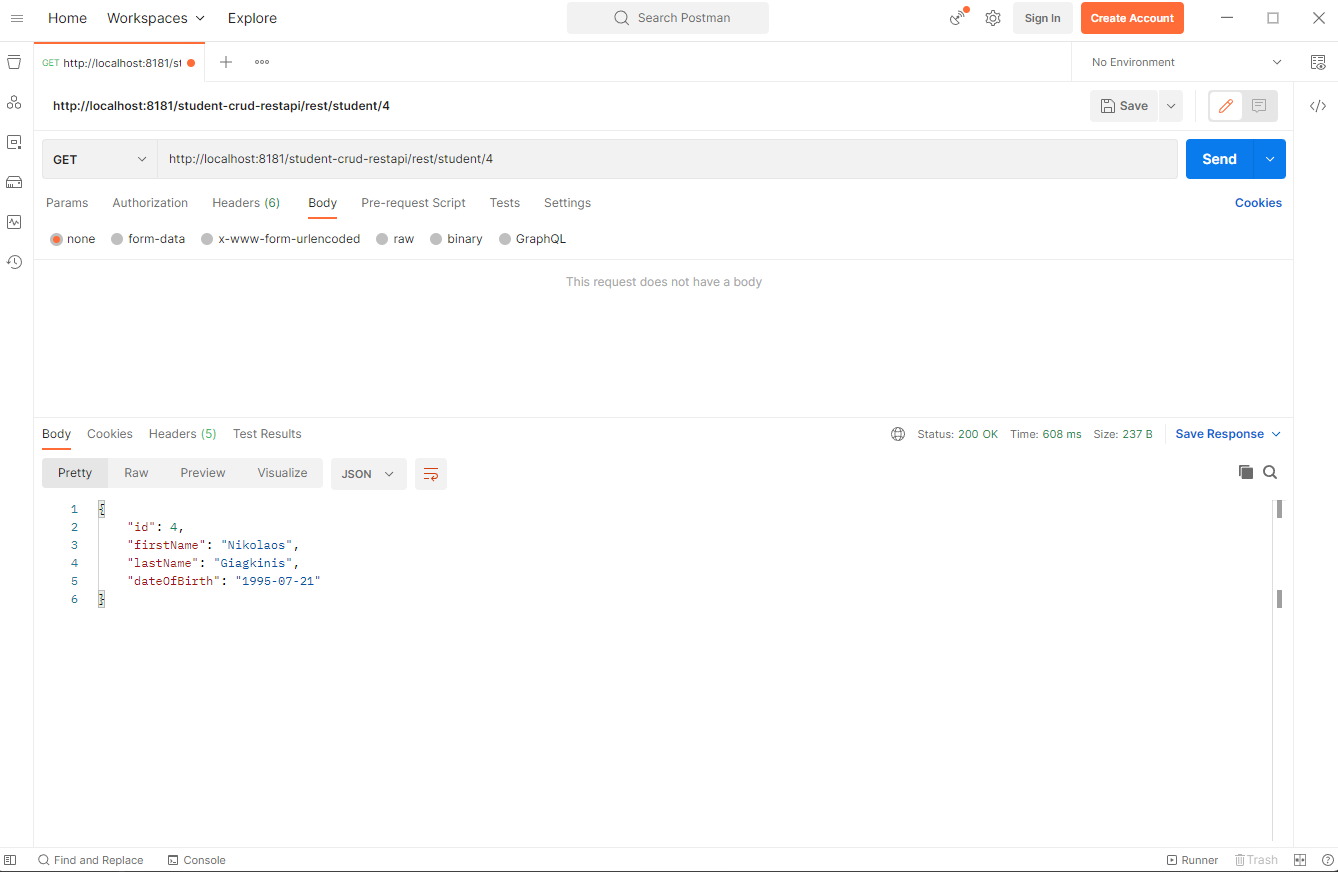 Home Workspaces Explore Search Postman Sign In Create Account
GET http://localhost:8181/st No Environment
http://localhost:8181/student-crud-restapi/rest/student/4 Save
GET http://localhost:8181/student-crud-restapi/rest/student/4 Send
Params Authorization Headers (6) Body Pre-request Script Tests Settings Cookies
none form-data x-www-form-urlencoded raw binary GraphQL
This request does not have a body
Body Cookies Headers (5) Test Results Status: 200 OK Time: 608 ms Size: 237 B Save Response
Pretty Raw Preview Visualize JSON
1 {
2 "id": 4,
3 "firstName": "Nikolaos",
4 "lastName": "Giagkinis",
5 "dateOfBirth": "1995-07-21"
6 }
Find and Replace Console Runner Trash